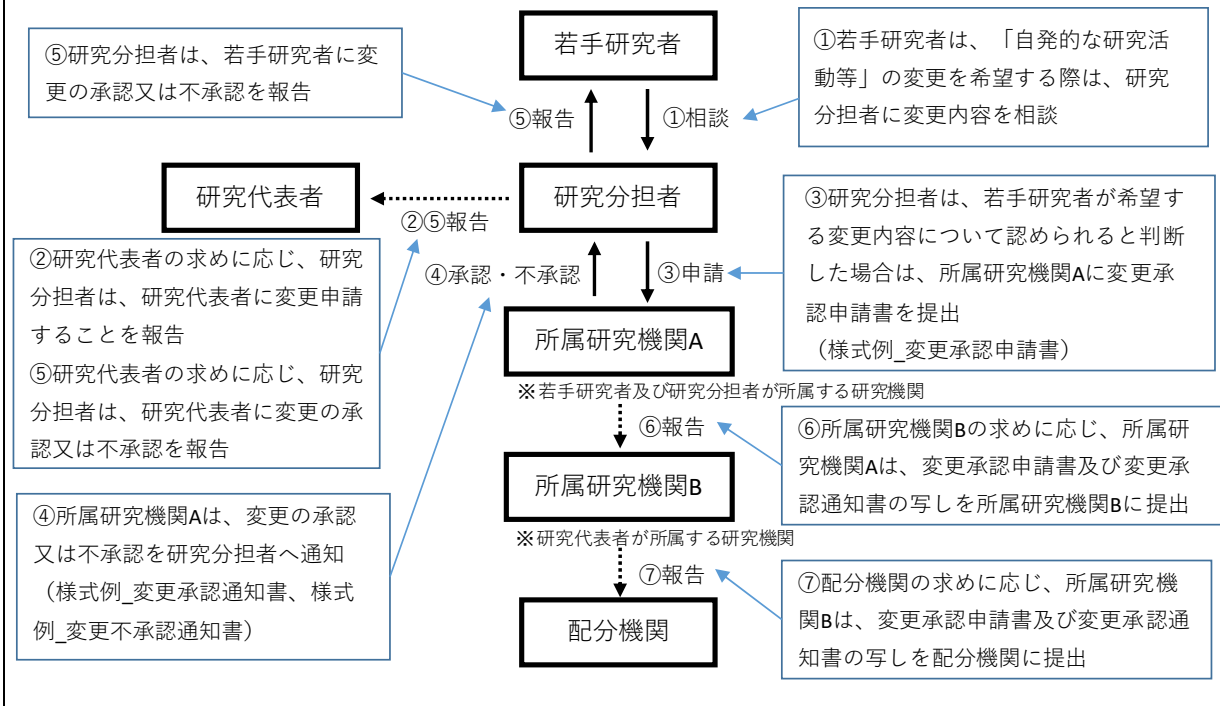 若手研究者
⑤研究分担者は、若手研究者に変
更の承認又は不承認を報告
①若手研究者は、「自発的な研究活
動等」の変更を希望する際は、研究
分担者に変更内容を相談
⑤報告
①相談
研究代表者
研究分担者
②⑤報告
③研究分担者は、若手研究者が希望す
る変更内容について認められると判断
した場合は、所属研究機関Aに変更承
認申請書を提出
（様式例_変更承認申請書）
②研究代表者の求めに応じ、研究
分担者は、研究代表者に変更申請
することを報告
⑤研究代表者の求めに応じ、研究
分担者は、研究代表者に変更の承
認又は不承認を報告
④承認・不承認
③申請
所属研究機関A
※若手研究者及び研究分担者が所属する研究機関
⑥報告
⑥所属研究機関Bの求めに応じ、所属研
究機関Aは、変更承認申請書及び変更承
認通知書の写しを所属研究機関Bに提出
所属研究機関B
※研究代表者が所属する研究機関
④所属研究機関Aは、変更の承認
又は不承認を研究分担者へ通知
（様式例_変更承認通知書、様式
例_変更不承認通知書）
⑦報告
⑦配分機関の求めに応じ、所属研究機
関Bは、変更承認申請書及び変更承認通
知書の写しを配分機関に提出
配分機関